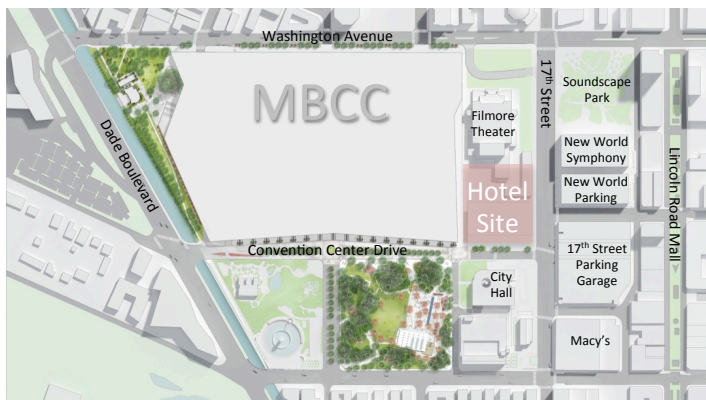 Washington Avenue
MBCC
17th Street
Soundscape
Park
Filmore
Theater
New World
Symphony
Dade Boulevard
Hotel
Site
New World
Parking
Lincoln Road Mall
Convention Center Drive
17th Street
Parking
Garage
City
Hall
Macy's